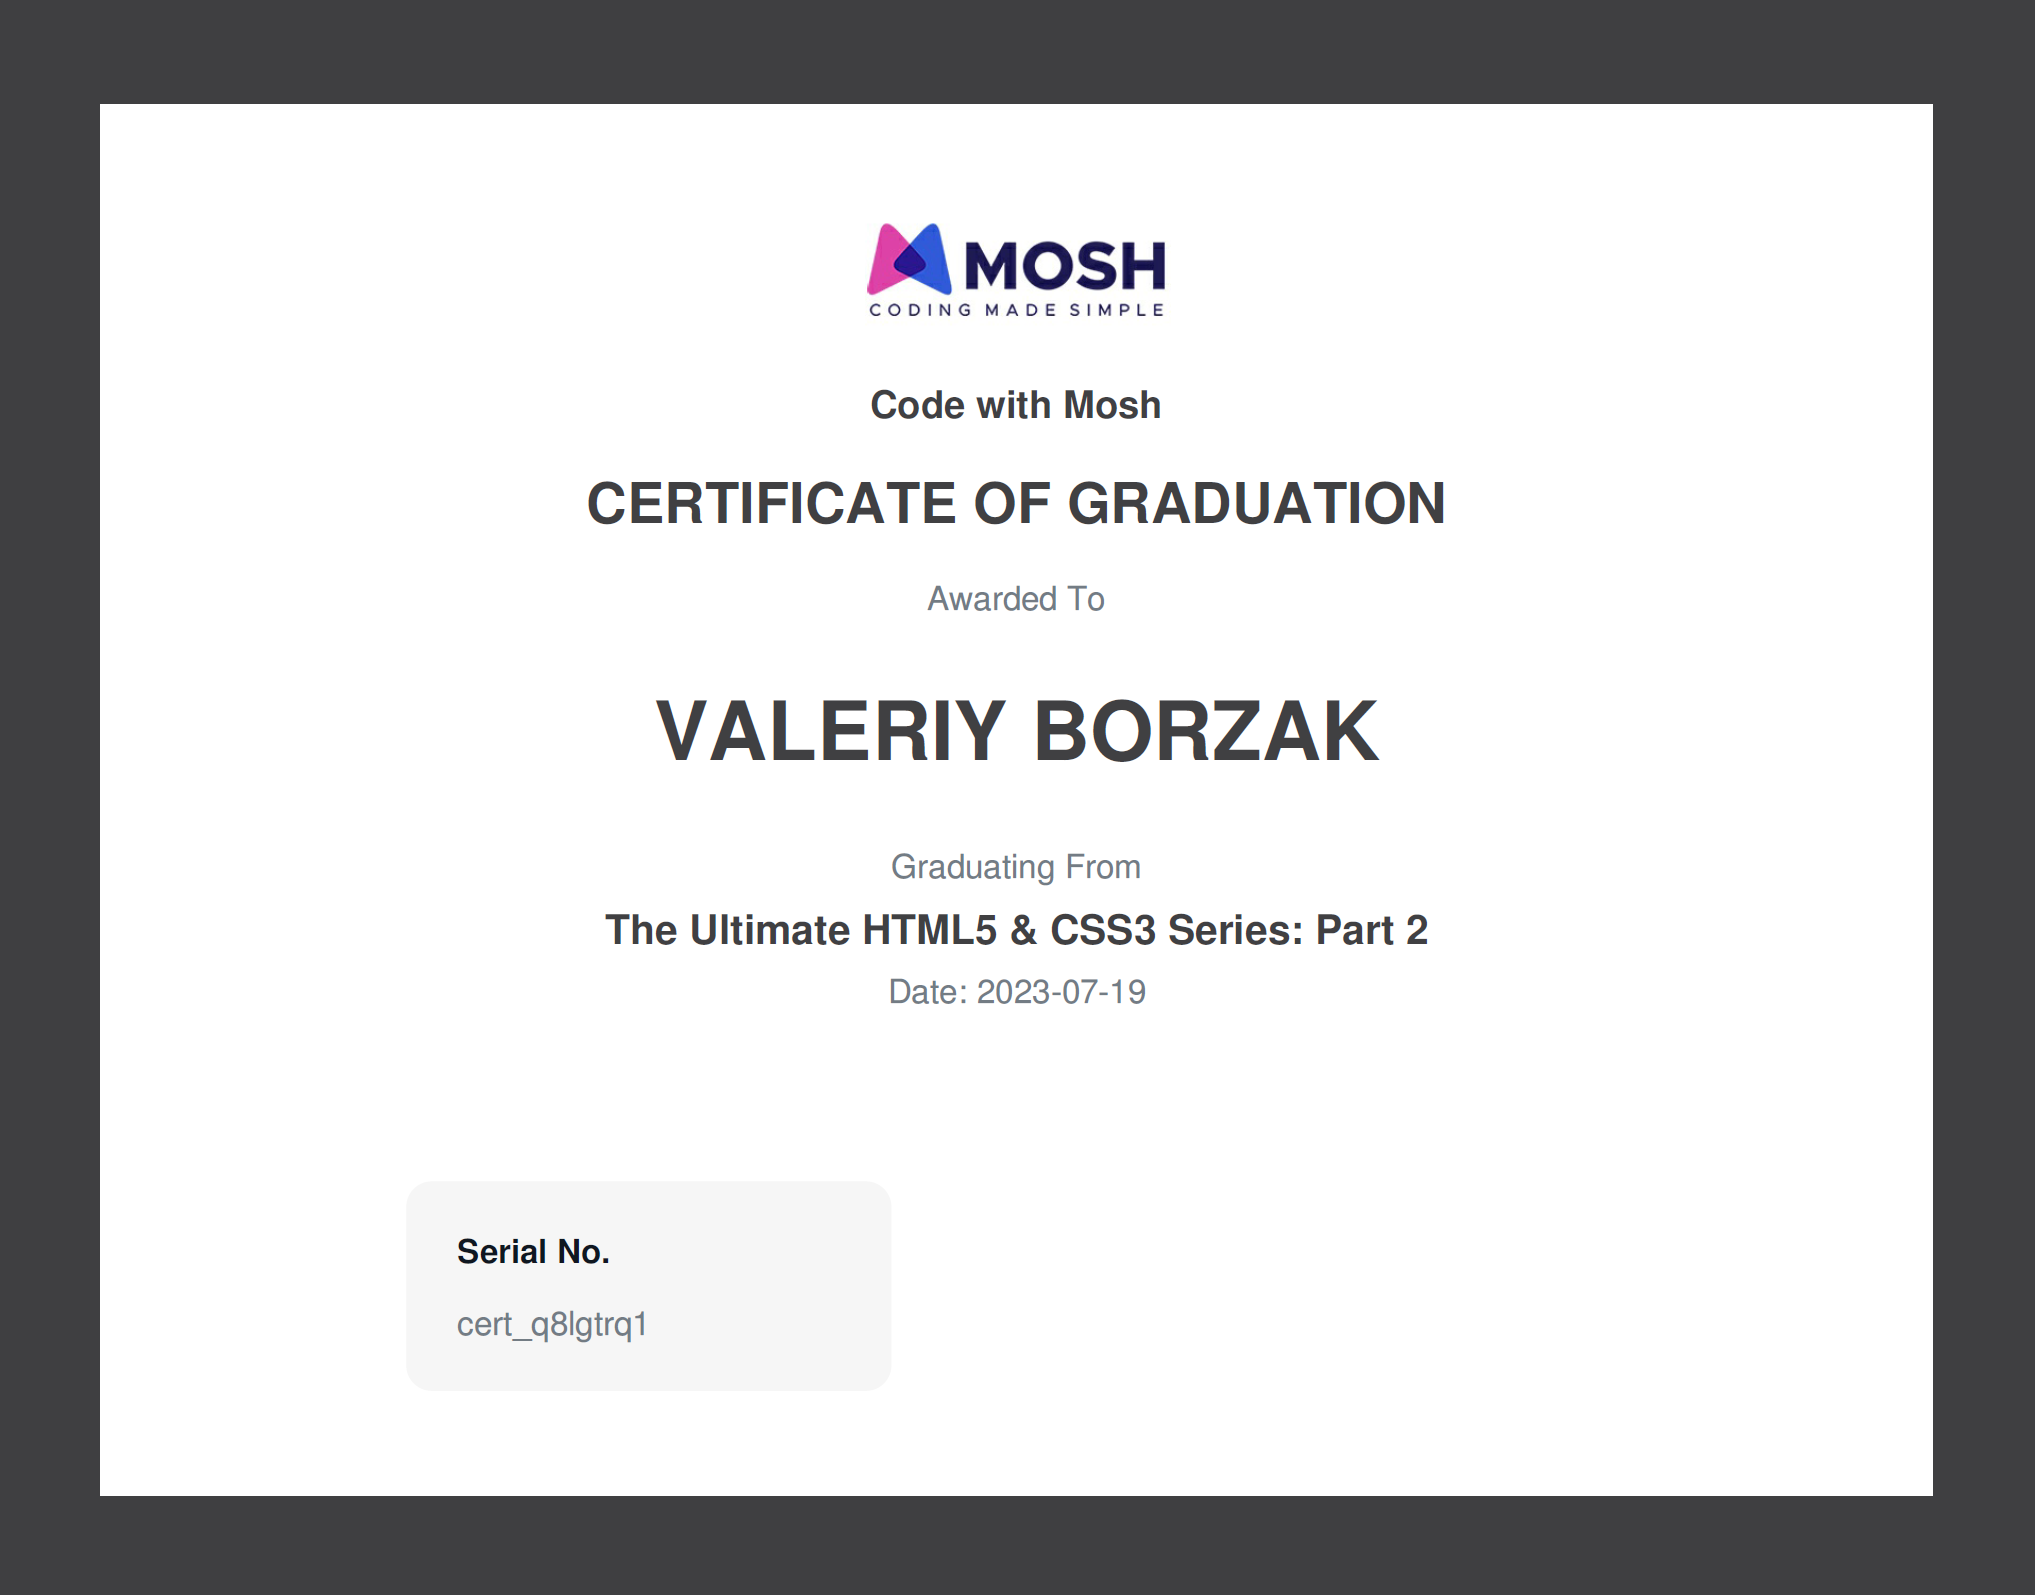 MOSH
CODING MADE SIMPLE
Code with Mosh
CERTIFICATE OF GRADUATION
Awarded To
VALERIY BORZAK
Graduating From
The Ultimate HTML5 & CSS3 Series: Part 2
Date: 2023-07-19
Serial No.
cert_q8lgtrq1